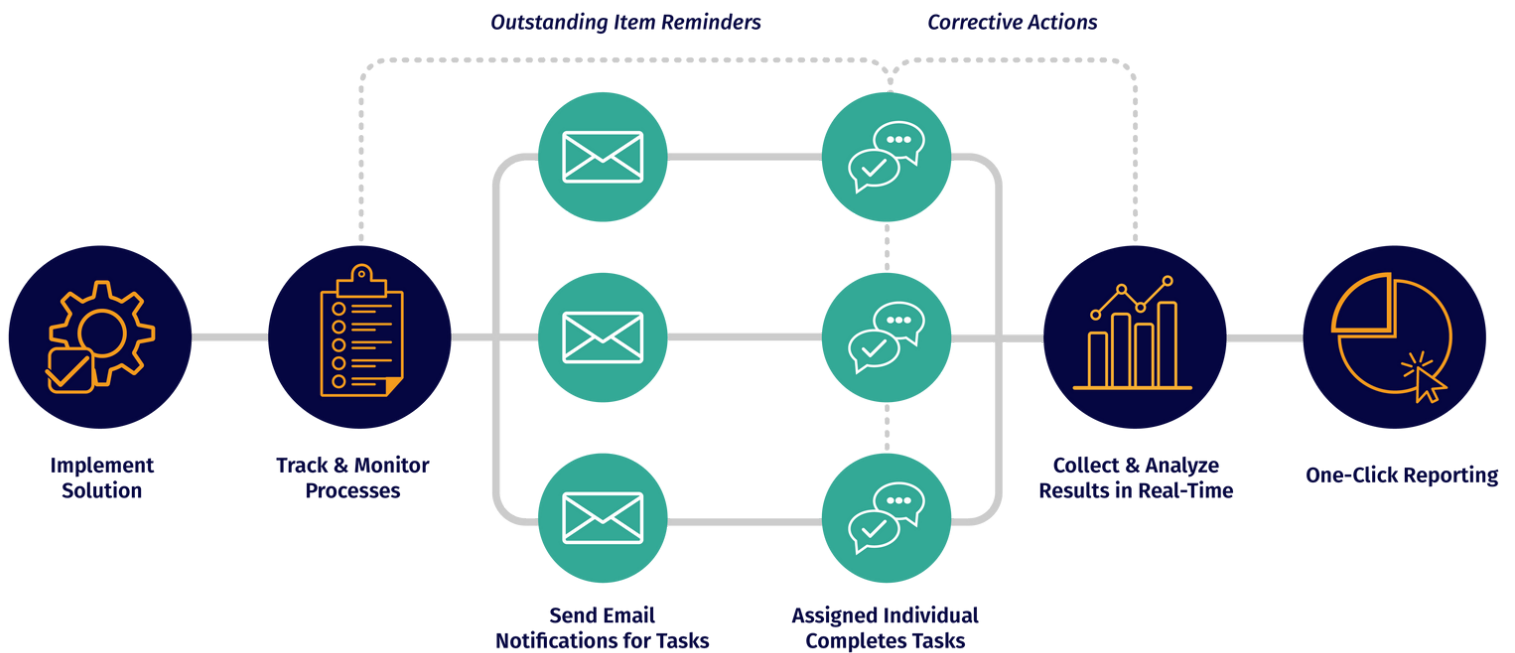 Outstanding Item Reminders
Corrective Actions
Implement
Solution
Track & Monitor
Processes
Send Email
Notifications for Tasks
Assigned Individual
Completes Tasks
Collect & Analyze
Results in Real-Time
One-Click Reporting